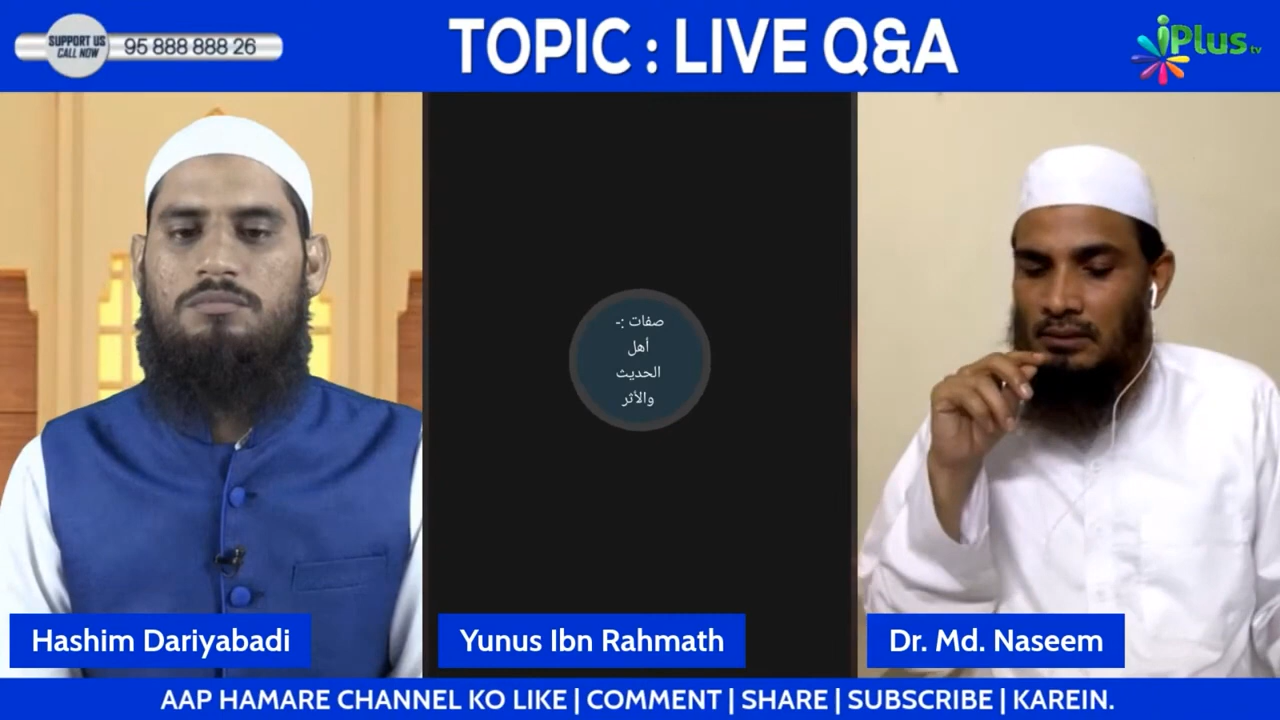 SUPPORT US
CALL NOW
95 888 888 26
TOPIC : LIVE Q&A
iPlus tv
صفات :-
أهل
الحديث
والأثر
Hashim Dariyabadi
Yunus Ibn Rahmath
Dr. Md. Naseem
AAP HAMARE CHANNEL KO LIKE | COMMENT | SHARE | SUBSCRIBE | KAREIN.